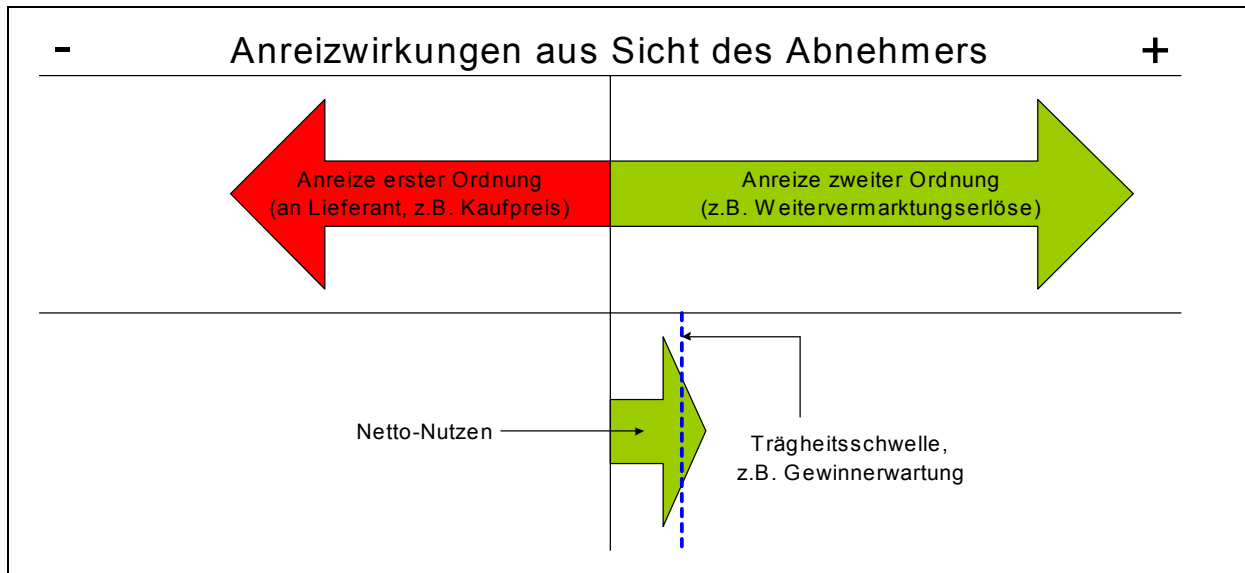 - Anreizwirkungen aus Sicht des Abnehmers +
Anreize erster Ordnung
(an Lieferant, z.B. Kaufpreis)
Anreize zweiter Ordnung
(z.B. Weitervermarktungserlöse)
Netto-Nutzen
Trägheitsschwelle,
z.B. Gewinnerwartung